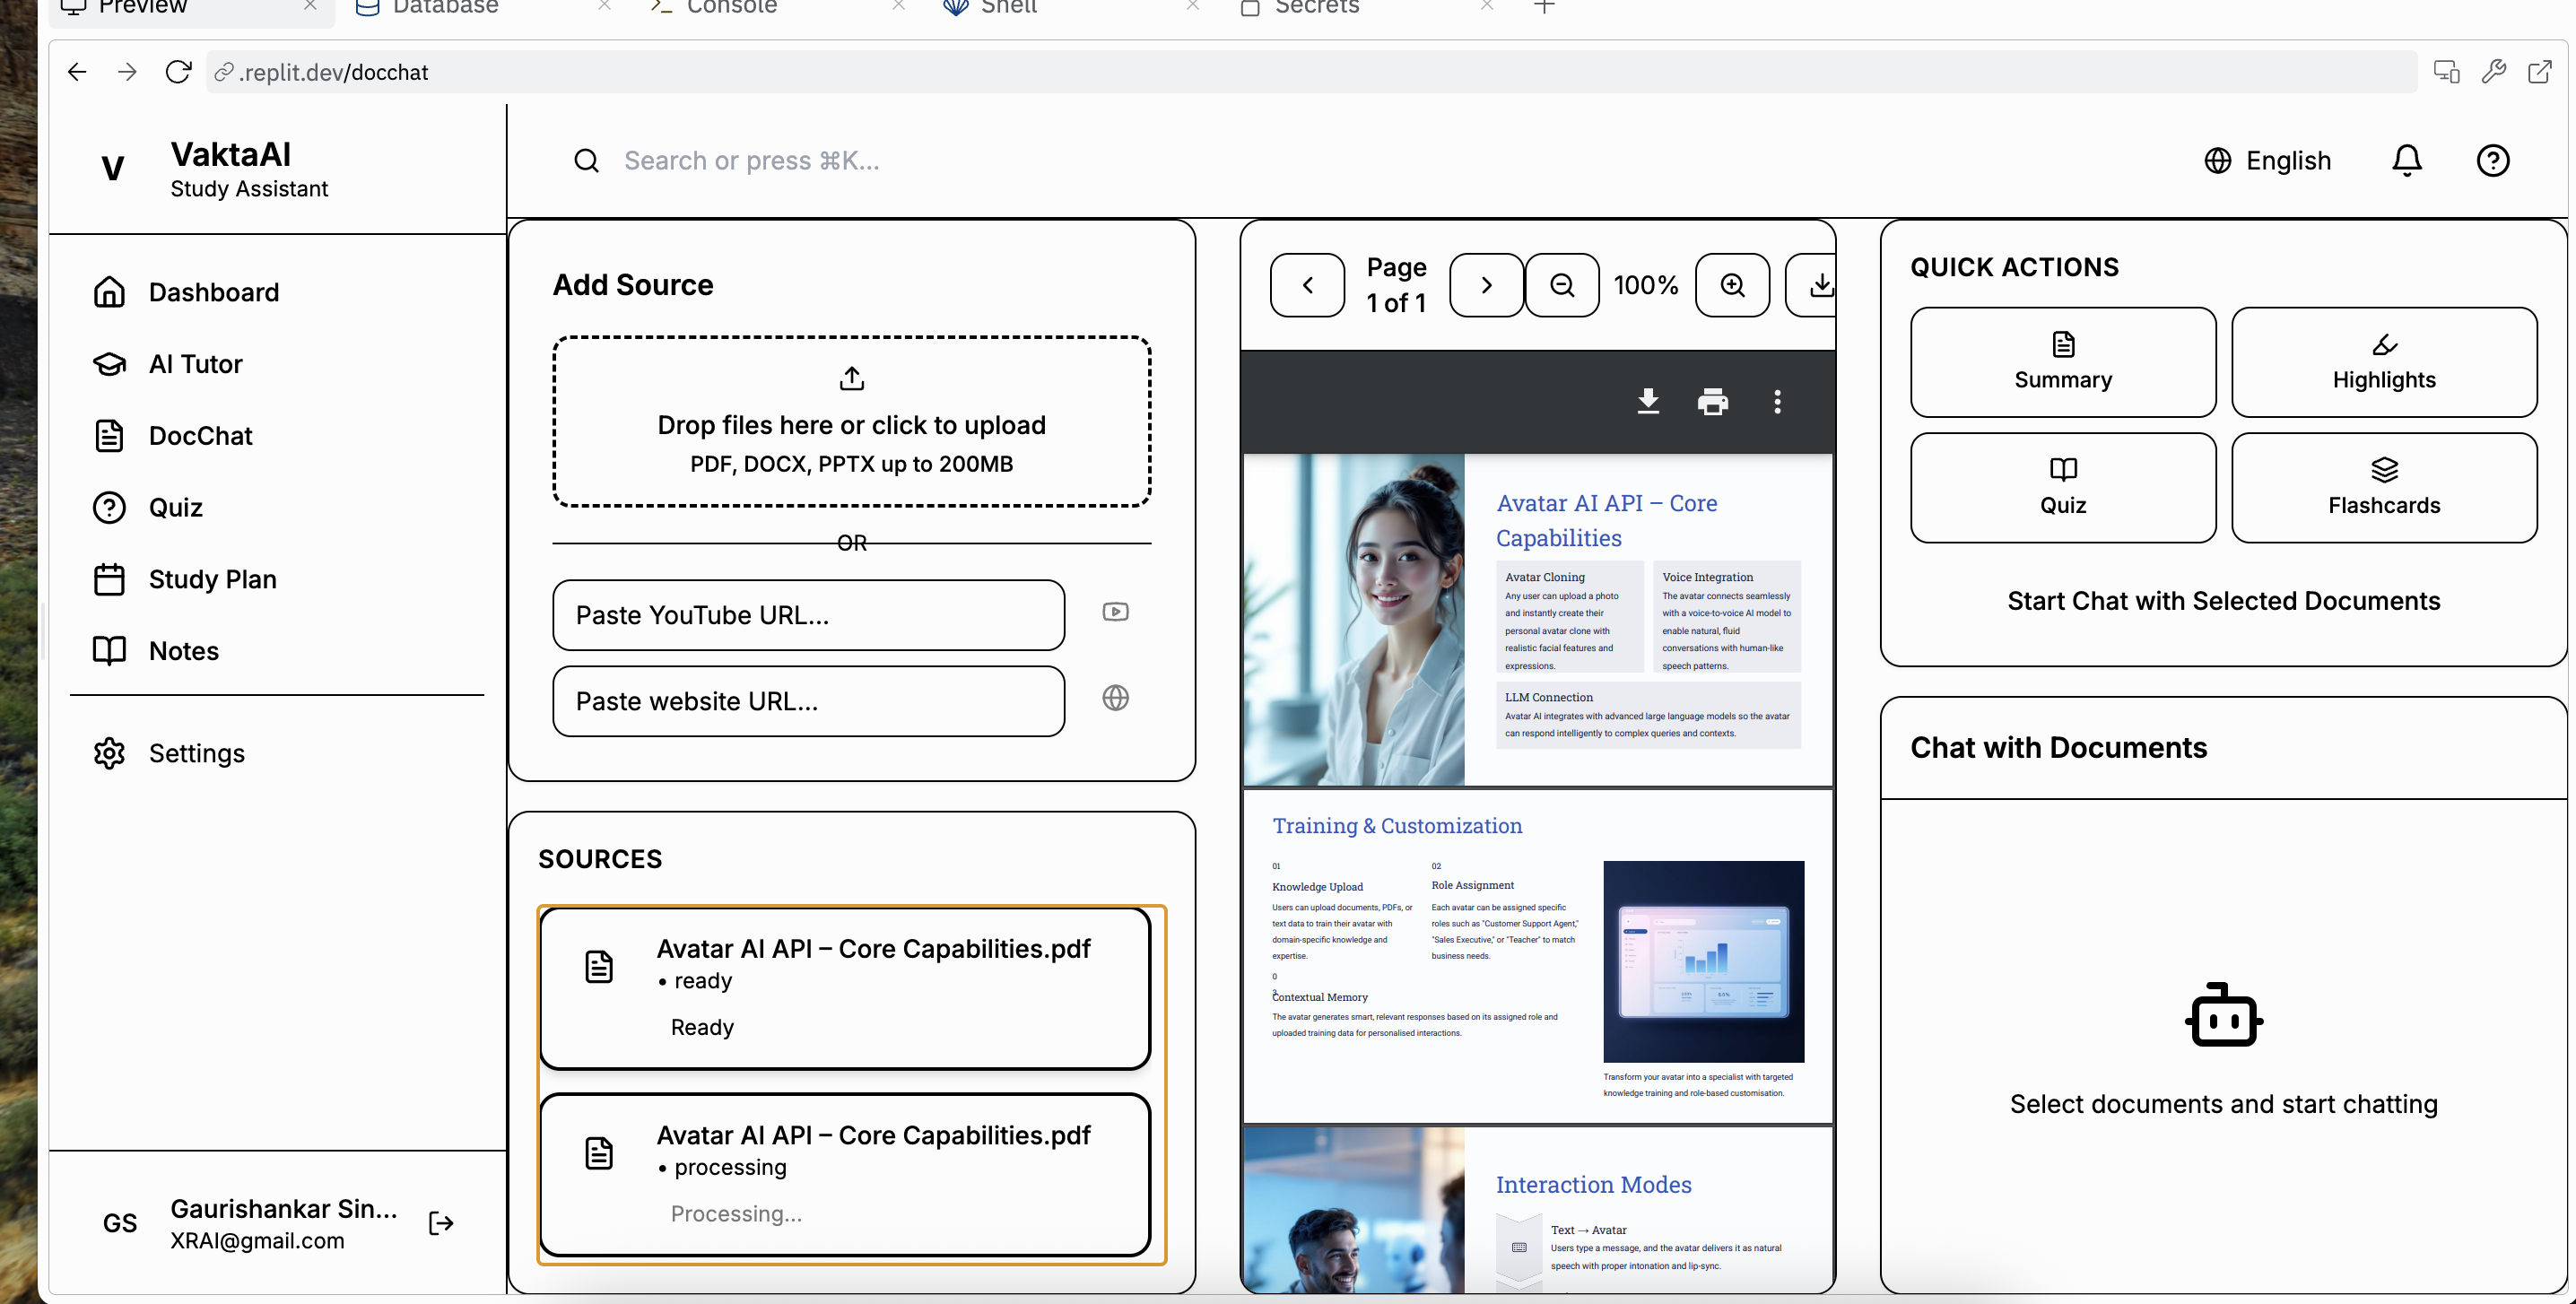 Preview
Database
Console
Shell
Secrets
.replit.dev/docchat
V
VaktaAI
Study Assistant
Search or press ⌘K...
English
Dashboard
AI Tutor
DocChat
Quiz
Study Plan
Notes
Settings
GS
Gaurishankar Sin...
XRAI@gmail.com
Add Source
Drop files here or click to upload
PDF, DOCX, PPTX up to 200MB
OR
Paste YouTube URL...
Paste website URL...
SOURCES
Avatar AI API – Core Capabilities.pdf
• ready
Ready
Avatar AI API – Core Capabilities.pdf
• processing
Processing...
Page
1 of 1
100%
Avatar AI API – Core
Capabilities
Avatar Cloning
Any user can upload a photo
and instantly create their
personal avatar clone with
realistic facial features and
expressions.
Voice Integration
The avatar connects seamlessly
with a voice-to-voice AI model to
enable natural, fluid
conversations with human-like
speech patterns.
LLM Connection
Avatar AI integrates with advanced large language models so the avatar
can respond intelligently to complex queries and contexts.
Training & Customization
01
Knowledge Upload
Users can upload documents, PDFs, or
text data to train their avatar with
domain-specific knowledge and
expertise.
02
Role Assignment
Each avatar can be assigned specific
roles such as "Customer Support Agent,"
"Sales Executive," or "Teacher" to match
business needs.
0
3
Contextual Memory
The avatar generates smart, relevant responses based on its assigned role and
uploaded training data for personalised interactions.
Transform your avatar into a specialist with targeted
knowledge training and role-based customisation.
Interaction Modes
Text → Avatar
Users type a message, and the avatar delivers it as natural
speech with proper intonation and lip-sync.
QUICK ACTIONS
Summary
Highlights
Quiz
Flashcards
Start Chat with Selected Documents
Chat with Documents
Select documents and start chatting